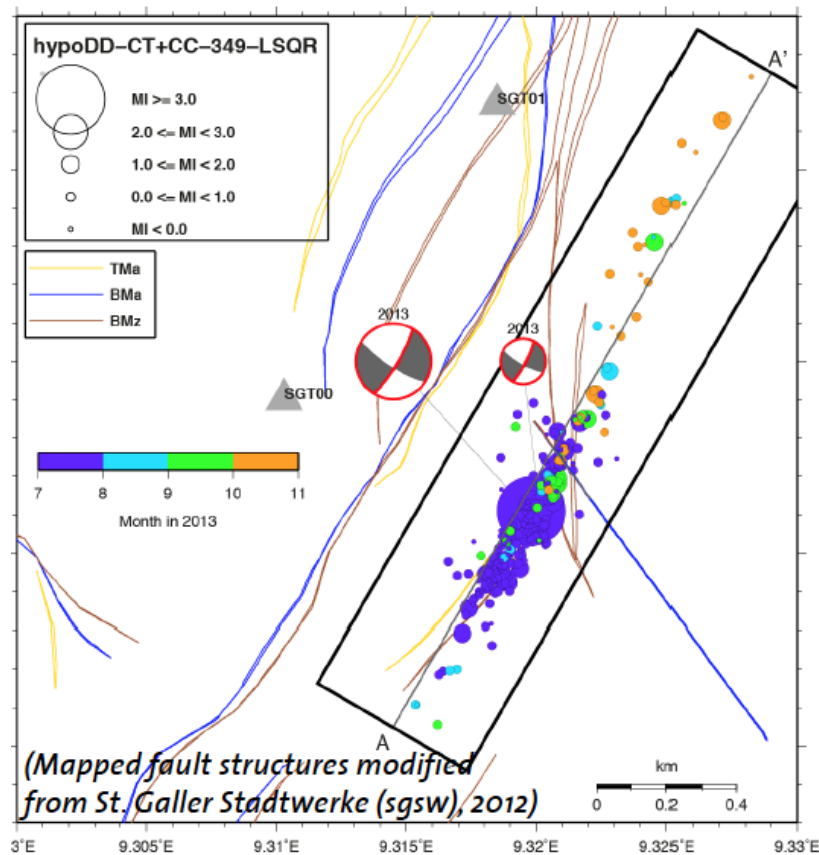 hypoDD–CT+CC–349–LSQR
Ml >= 3.0
2.0 <= Ml < 3.0
1.0 <= Ml < 2.0
0.0 <= Ml < 1.0
Ml < 0.0
TMa
BMa
BMz
A'
SGT01
2013
2013
SGT00
7 8 9 10 11
Month in 2013
A
(Mapped fault structures modified
from St. Galler Stadtwerke (sgsw), 2012)
km
0 0.2 0.4
3°E 9.305°E 9.31°E 9.315°E 9.32°E 9.325°E 9.33°E